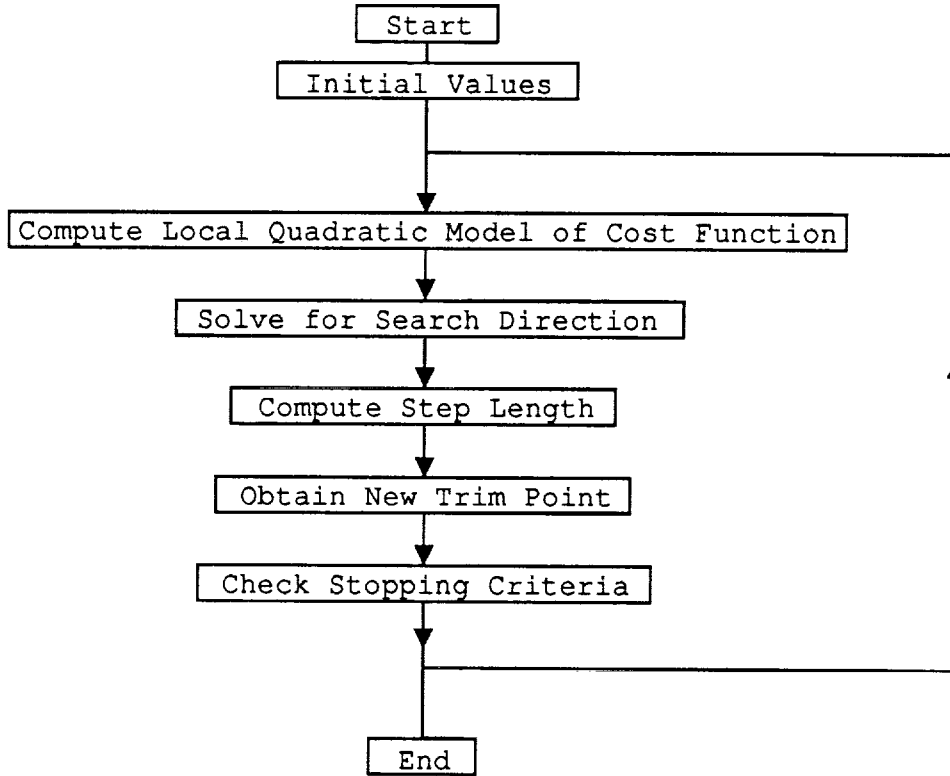 Start
Initial Values
Compute Local Quadratic Model of Cost Function
Solve for Search Direction
Compute Step Length
Obtain New Trim Point
Check Stopping Criteria
End